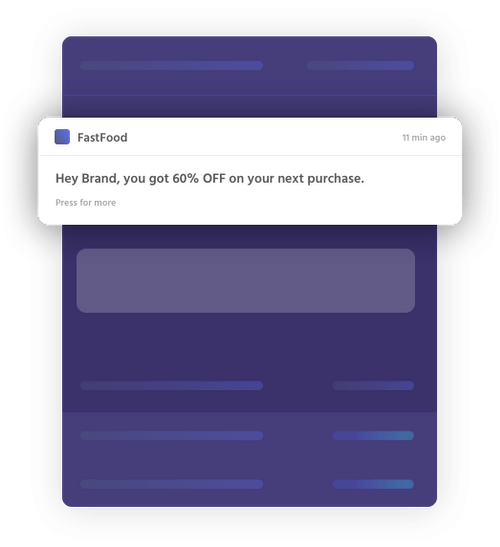 FastFood
11 min ago
Hey Brand, you got 60% OFF on your next purchase.
Press for more